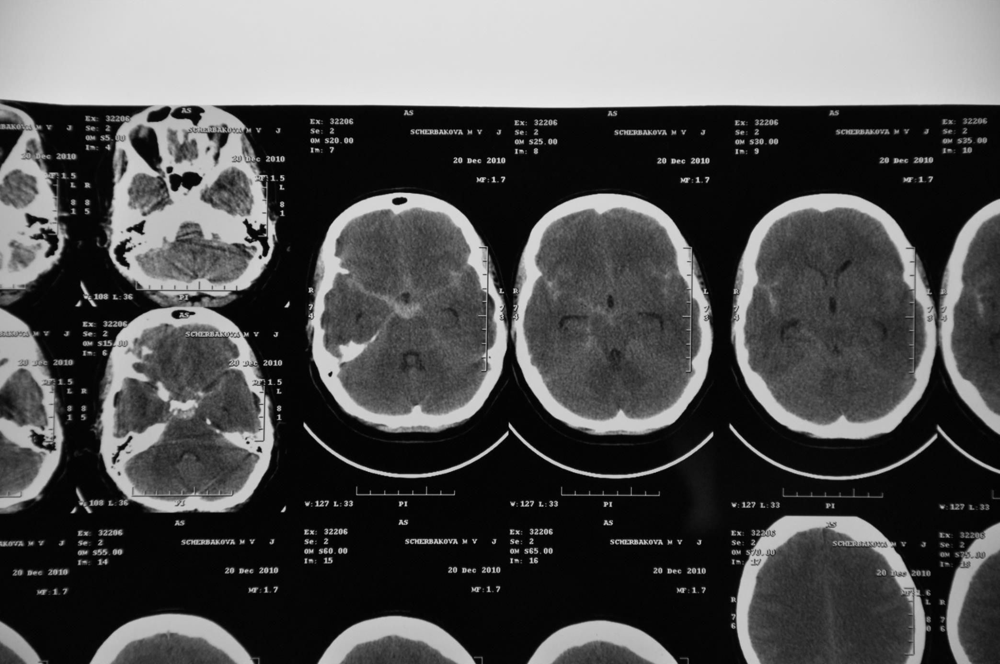 BAKOVA M V J
20 Dec 2010
MF:1.5
L
8
1
AS
Ex: 32206
Se: 2
OM S5.00
Im: 4
SCHERBAKOVA M V J
20 Dec 2010
MF:1.5
R
8
5
L
8
1
W:108 L:36
PI
AS
Ex: 32206
Se: 2
OM S20.00
Im: 7
SCHERBAKOVA M V J
20 Dec 2010
MF:1.7
R
7
4
L
7
3
W:127 L:33
PI
AS
Ex: 32206
Se: 2
OM S25.00
Im: 8
SCHERBAKOVA M V J
20 Dec 2010
MF:1.7
R
7
4
L
7
3
W:127 L:33
PI
AS
Ex: 32206
Se: 2
OM S30.00
Im: 9
SCHERBAKOVA M V J
20 Dec 2010
MF:1.7
R
7
4
L
7
3
W:127 L:33
PI
Ex: 32206
Se: 2
OM S35.00
Im: 10
R
7
4
W:127 L:33
M V J
20 Dec 2010
MF:1.5
L
8
1
AS
Ex: 32206
Se: 2
OM S15.00
Im: 6
SCHERBAKOVA M V J
20 Dec 2010
MF:1.5
R
8
5
L
8
1
W:108 L:36
PI
AKOVA M V J
20 Dec 2010
MF:1.7
AS
Ex: 32206
Se: 2
OM S55.00
Im: 14
SCHERBAKOVA M V J
20 Dec 2010
MF:1.7
AS
Ex: 32206
Se: 2
OM S60.00
Im: 15
SCHERBAKOVA M V J
20 Dec 2010
MF:1.7
AS
Ex: 32206
Se: 2
OM S65.00
Im: 16
SCHERBAKOVA M V J
20 Dec 2010
MF:1.7
AS
Ex: 32206
Se: 2
OM S70.00
Im: 17
SCHERBAKOVA M V J
20 Dec 2010
MF:1.6
R
7
6
L
8
0
Ex: 32206
Se: 2
OM S75.00
Im: 18
R
7
6